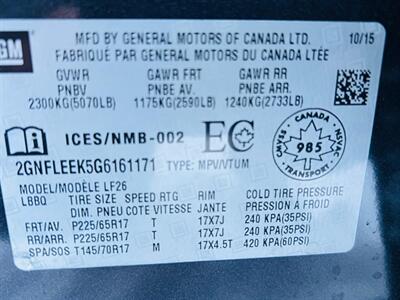 GM
MFD BY GENERAL MOTORS OF CANADA LTD. 10/15
FABRIQUÉ PAR GENERAL MOTORS DU CANADA LTÉE
GVWR GAWR FRT GAWR RR
PNBV PNBE AV. PNBE ARR.
2300KG(5070LB) 1175KG(2590LB) 1240KG(2733LB)
ICES/NMB-002 EC CANADA 985 CMVSS NSVAC TRANSPORT
2GNFLEEK5G6161171 TYPE: MPV/VTUM
MODEL/MODÈLE LF26
LBBQ TIRE SIZE SPEED RTG RIM COLD TIRE PRESSURE
DIM. PNEU COTE VITESSE JANTE PRESSION À FROID
FRT/AV. P225/65R17 T 17X7J 240 KPA(35PSI)
RR/ARR. P225/65R17 T 17X7J 240 KPA(35PSI)
SPA/SOS T145/70R17 M 17X4.5T 420 KPA(60PSI)